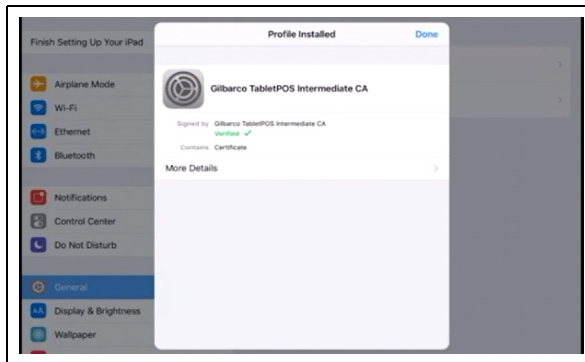 Finish Setting Up Your iPad
Airplane Mode
Wi-Fi
Ethernet
Bluetooth
Notifications
Control Center
Do Not Disturb
General
Display & Brightness
Wallpaper
Profile Installed
Done
Gilbarco TabletPOS Intermediate CA
Signed by Gilbarco TabletPOS Intermediate CA
Verified ✓
Contains Certificate
More Details